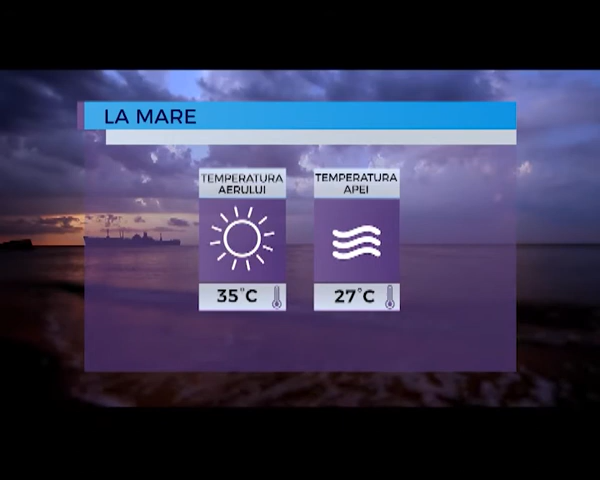 LA MARE
TEMPERATURA
AERULUI
35°C
TEMPERATURA
APEI
27°C